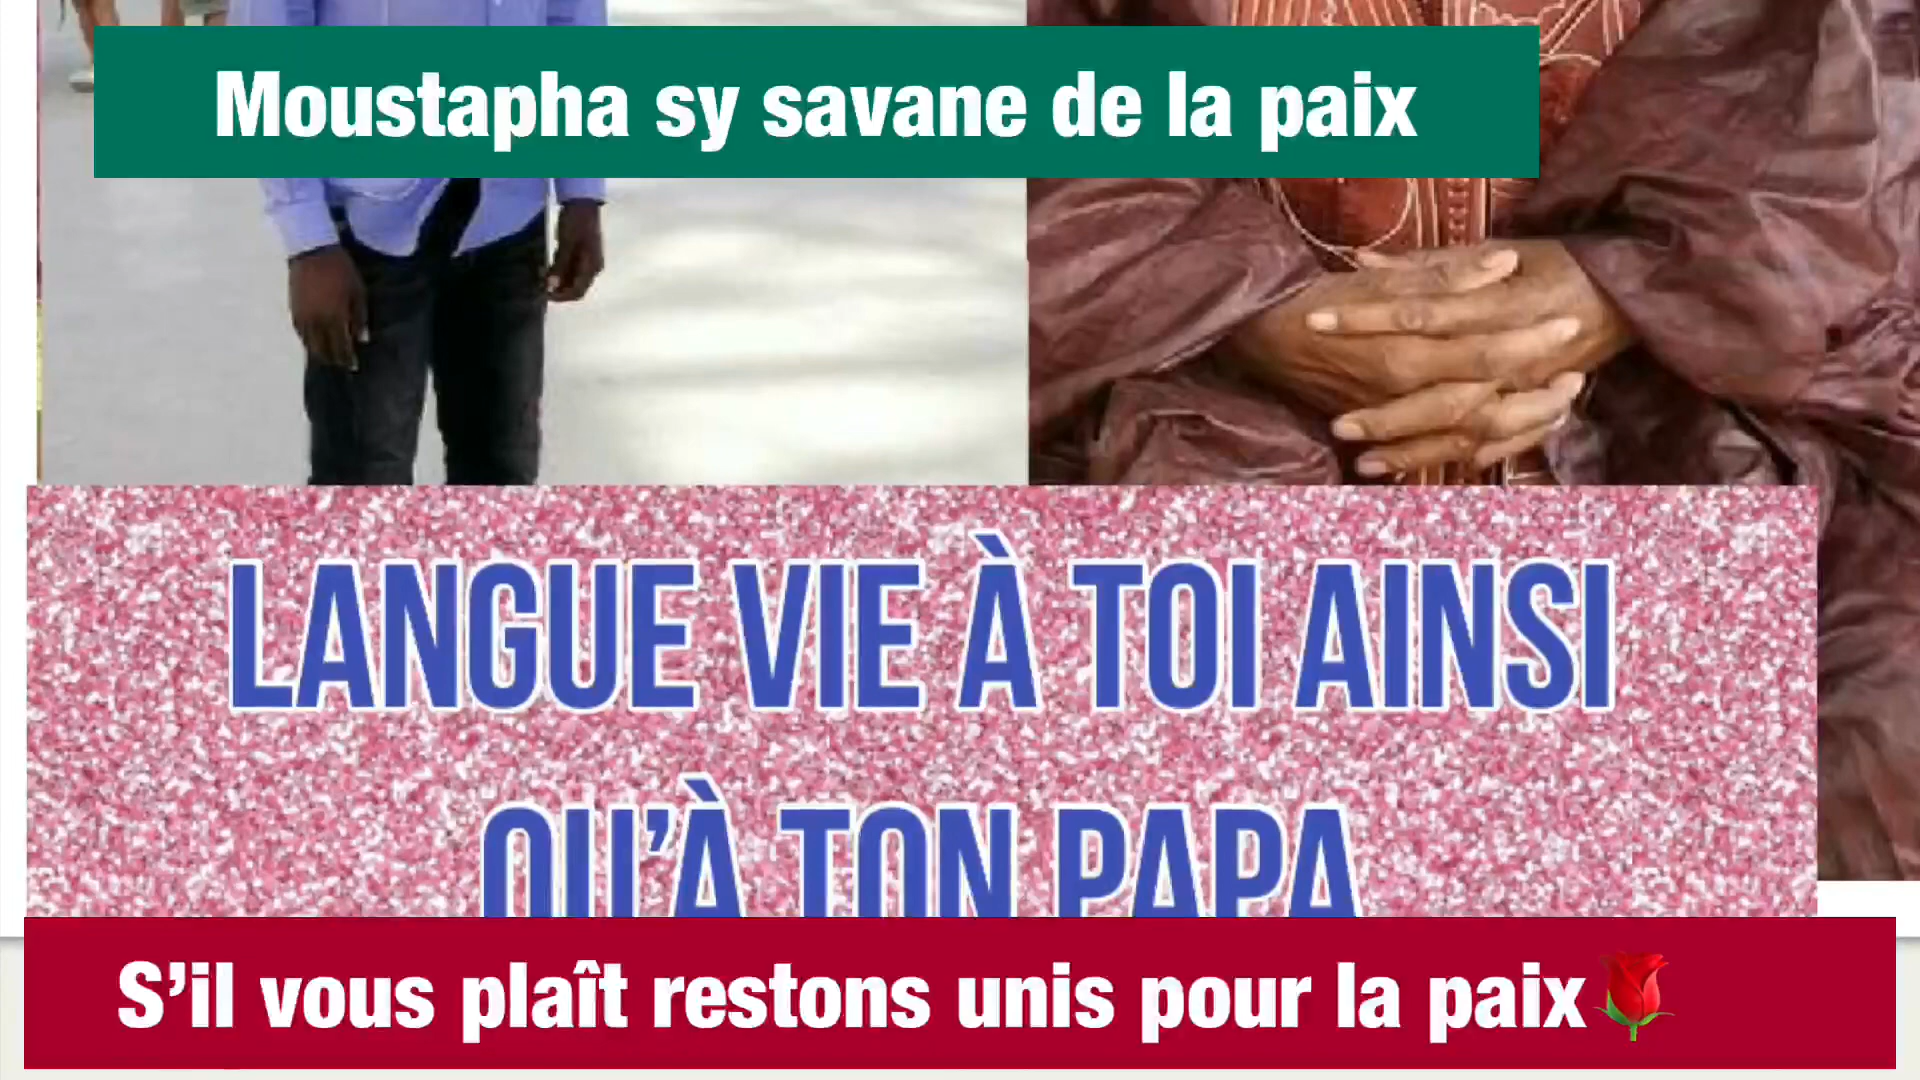 Moustapha sy savane de la paix
LANGUE VIE À TOI AINSI
QU'À TON PAPA
S'il vous plaît restons unis pour la paix🌹